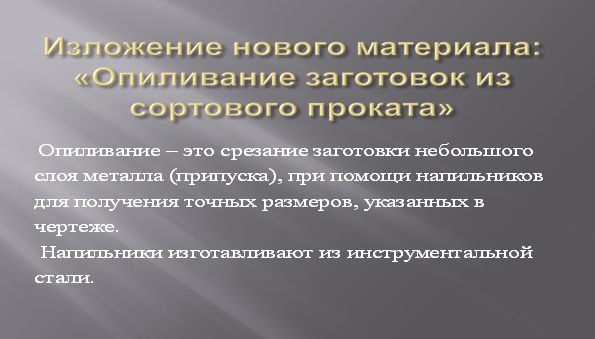 Изложение нового материала:
«Опиливание заготовок из
сортового проката»
Опиливание – это срезание заготовки небольшого
слоя металла (припуска), при помощи напильников
для получения точных размеров, указанных в
чертеже.
Напильники изготавливают из инструментальной
стали.